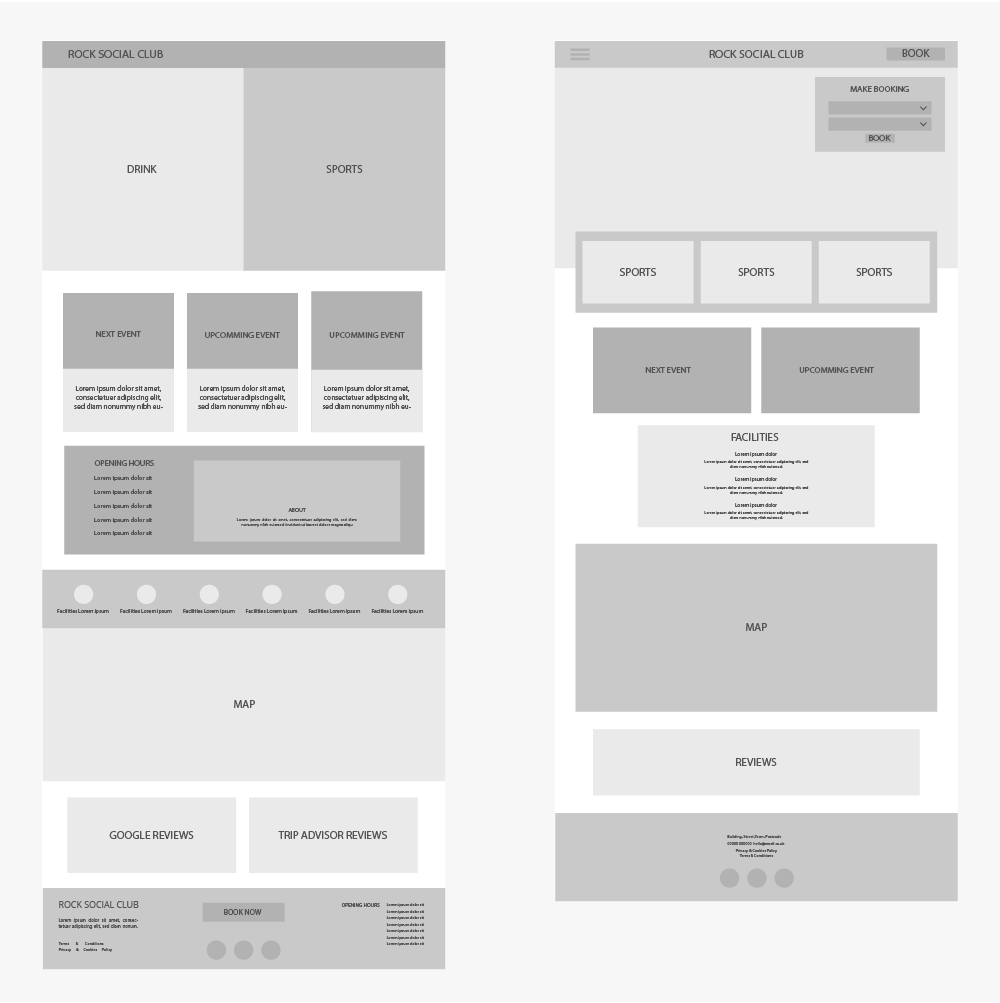 ROCK SOCIAL CLUB
DRINK
SPORTS
NEXT EVENT
UPCOMMING EVENT
UPCOMMING EVENT
Lorem ipsum dolor sit amet,
consectetuer adipiscing elit,
sed diam nonummy nibh eu-
Lorem ipsum dolor sit amet,
consectetuer adipiscing elit,
sed diam nonummy nibh eu-
Lorem ipsum dolor sit amet,
consectetuer adipiscing elit,
sed diam nonummy nibh eu-
OPENING HOURS
Lorem ipsum dolor sit
Lorem ipsum dolor sit
Lorem ipsum dolor sit
Lorem ipsum dolor sit
Lorem ipsum dolor sit
ABOUT
Lorem ipsum dolor sit amet, consectetuer adipiscing elit, sed diam
nonummy nibh euismod tincidunt ut laoreet dolore magna aliqu
Facilities Lorem ipsum
Facilities Lorem ipsum
Facilities Lorem ipsum
Facilities Lorem ipsum
Facilities Lorem ipsum
Facilities Lorem ipsum
MAP
GOOGLE REVIEWS
TRIP ADVISOR REVIEWS
ROCK SOCIAL CLUB
Lorem ipsum dolor sit amet, consec-
tetuer adipiscing elit, sed diam nonum.
Terms & Conditions
Privacy & Cookies Policy
BOOK NOW
OPENING HOURS
Lorem ipsum dolor sit
Lorem ipsum dolor sit
Lorem ipsum dolor sit
Lorem ipsum dolor sit
Lorem ipsum dolor sit
Lorem ipsum dolor sit
Lorem ipsum dolor sit
ROCK SOCIAL CLUB
BOOK
MAKE BOOKING
BOOK
SPORTS
SPORTS
SPORTS
NEXT EVENT
UPCOMMING EVENT
FACILITIES
Lorem ipsum dolor
Lorem ipsum dolor sit amet, consectetuer adipiscing elit, sed
diam nonummy nibh euismod.
Lorem ipsum dolor
Lorem ipsum dolor sit amet, consectetuer adipiscing elit, sed
diam nonummy nibh euismod.
Lorem ipsum dolor
Lorem ipsum dolor sit amet, consectetuer adipiscing elit, sed
diam nonummy nibh euismod.
MAP
REVIEWS
Building, Street, Town, Postcode
00000 000000 hello@email.co.uk
Privacy & Cookies Policy
Terms & Conditions